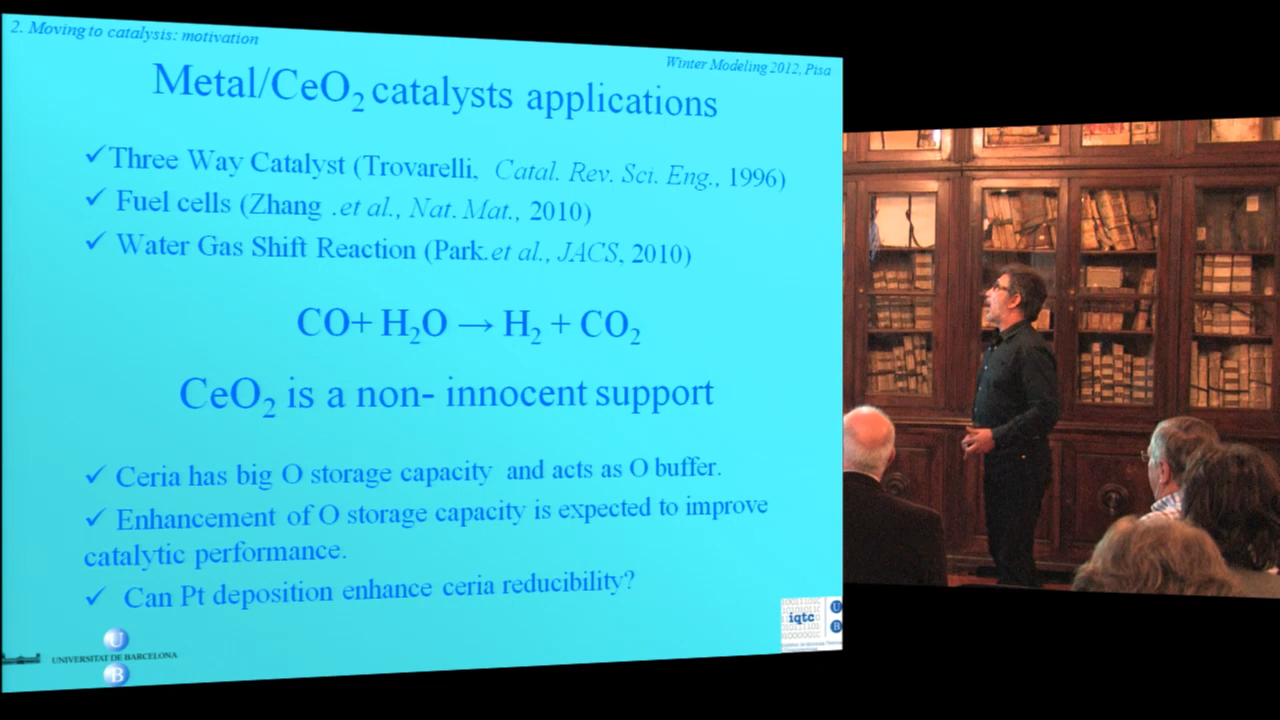 2. Moving to catalysis: motivation
Winter Modeling 2012, Pisa
Metal/CeO₂ catalysts applications
✓Three Way Catalyst (Trovarelli, Catal. Rev. Sci. Eng., 1996)
✓ Fuel cells (Zhang .et al., Nat. Mat., 2010)
✓ Water Gas Shift Reaction (Park.et al., JACS, 2010)
CO+ H₂O → H₂ + CO₂
CeO₂ is a non- innocent support
✓ Ceria has big O storage capacity and acts as O buffer.
✓ Enhancement of O storage capacity is expected to improve
catalytic performance.
✓ Can Pt deposition enhance ceria reducibility?
U
UNIVERSITAT DE BARCELONA
B
iqtc
U
B